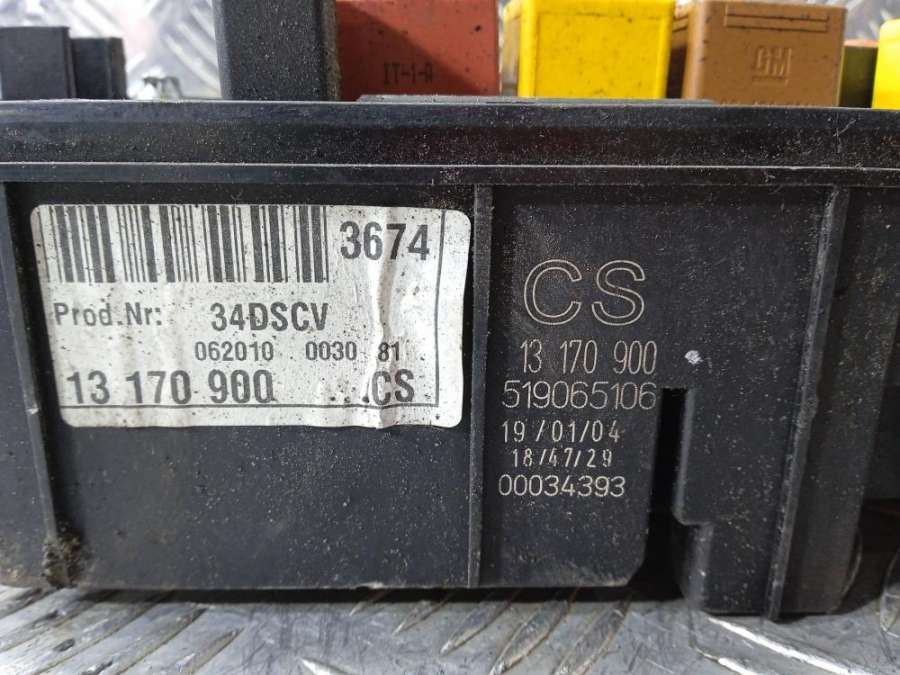 IT-1-A
GM
3674
Prod.Nr: 34DSCV
062010 0030 81
13 170 900 ...CS
CS
13 170 900
519065106
19/01/04
18/47/29
00034393